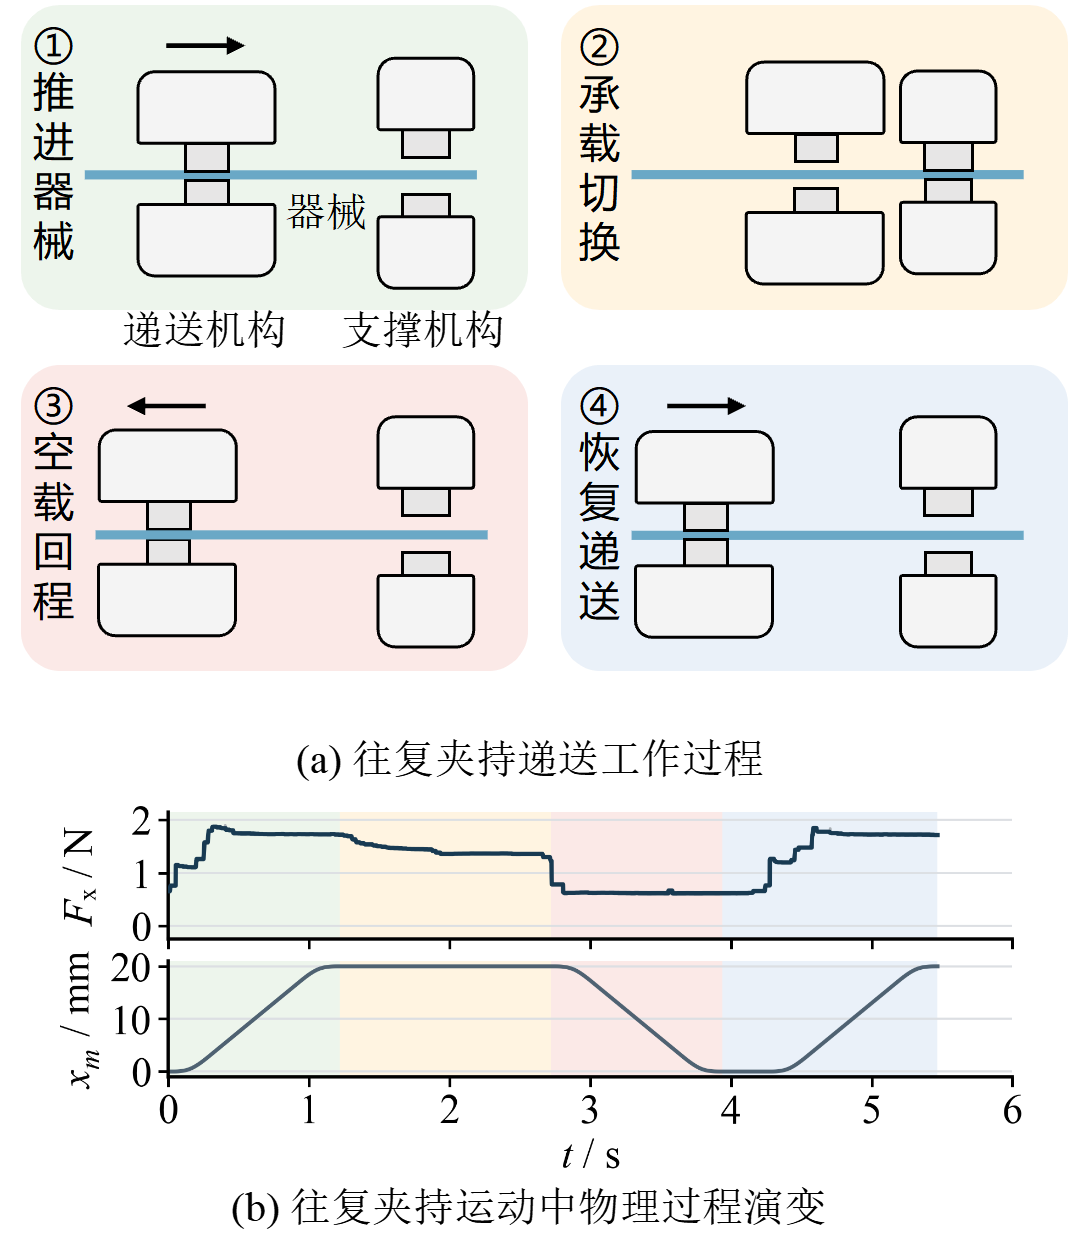 ①推进器械
②承载切换
器械
递送机构
支撑机构
③空载回程
④恢复递送
(a) 往复夹持递送工作过程
Fx / N
2
1
0
xm / mm
20
10
0
0 1 2 3 4 5 6
t / s
(b) 往复夹持运动中物理过程演变